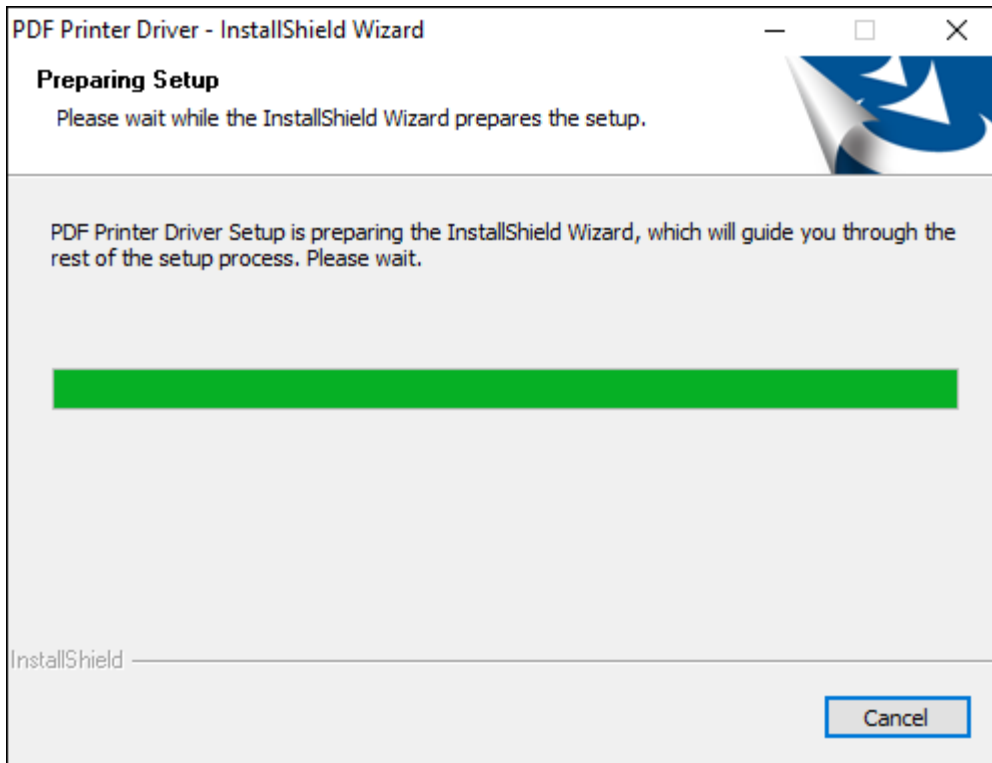 PDF Printer Driver - InstallShield Wizard
Preparing Setup
Please wait while the InstallShield Wizard prepares the setup.
PDF Printer Driver Setup is preparing the InstallShield Wizard, which will guide you through the
rest of the setup process. Please wait.
InstallShield
Cancel